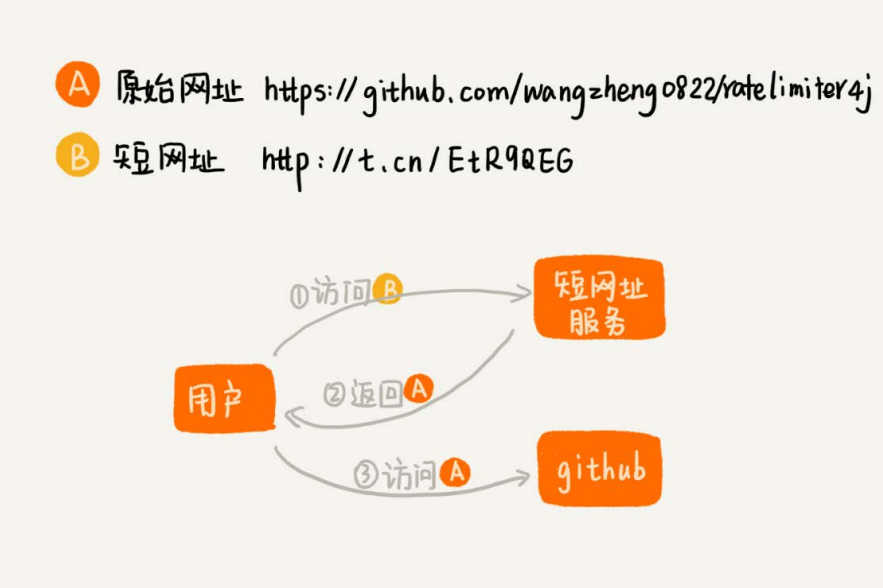 A 原始网址 https://github.com/wangzheng0822/ratelimiter4j
B 短网址 http://t.cn/EtR9QEG
①访问B
短网址
服务
用户
②返回A
③访问A
github